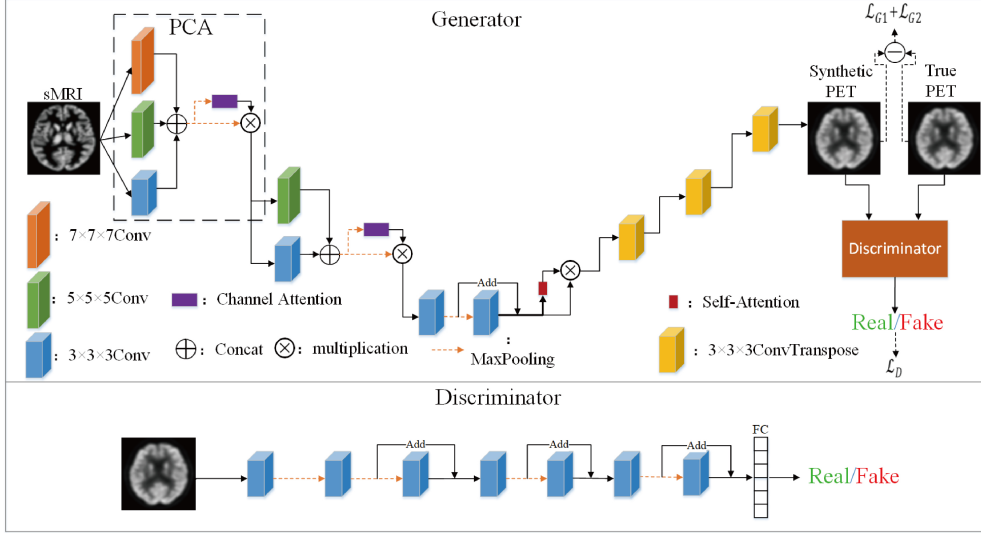 Generator
PCA
sMRI
ℒG1+ℒG2
Synthetic
PET
True
PET
Discriminator
Real/Fake
ℒD
Add
: 7×7×7Conv
: 5×5×5Conv
: 3×3×3Conv
: Channel Attention
: Concat
: multiplication
:
MaxPooling
: Self-Attention
: 3×3×3ConvTranspose
Discriminator
Add
Add
Add
FC
Real/Fake